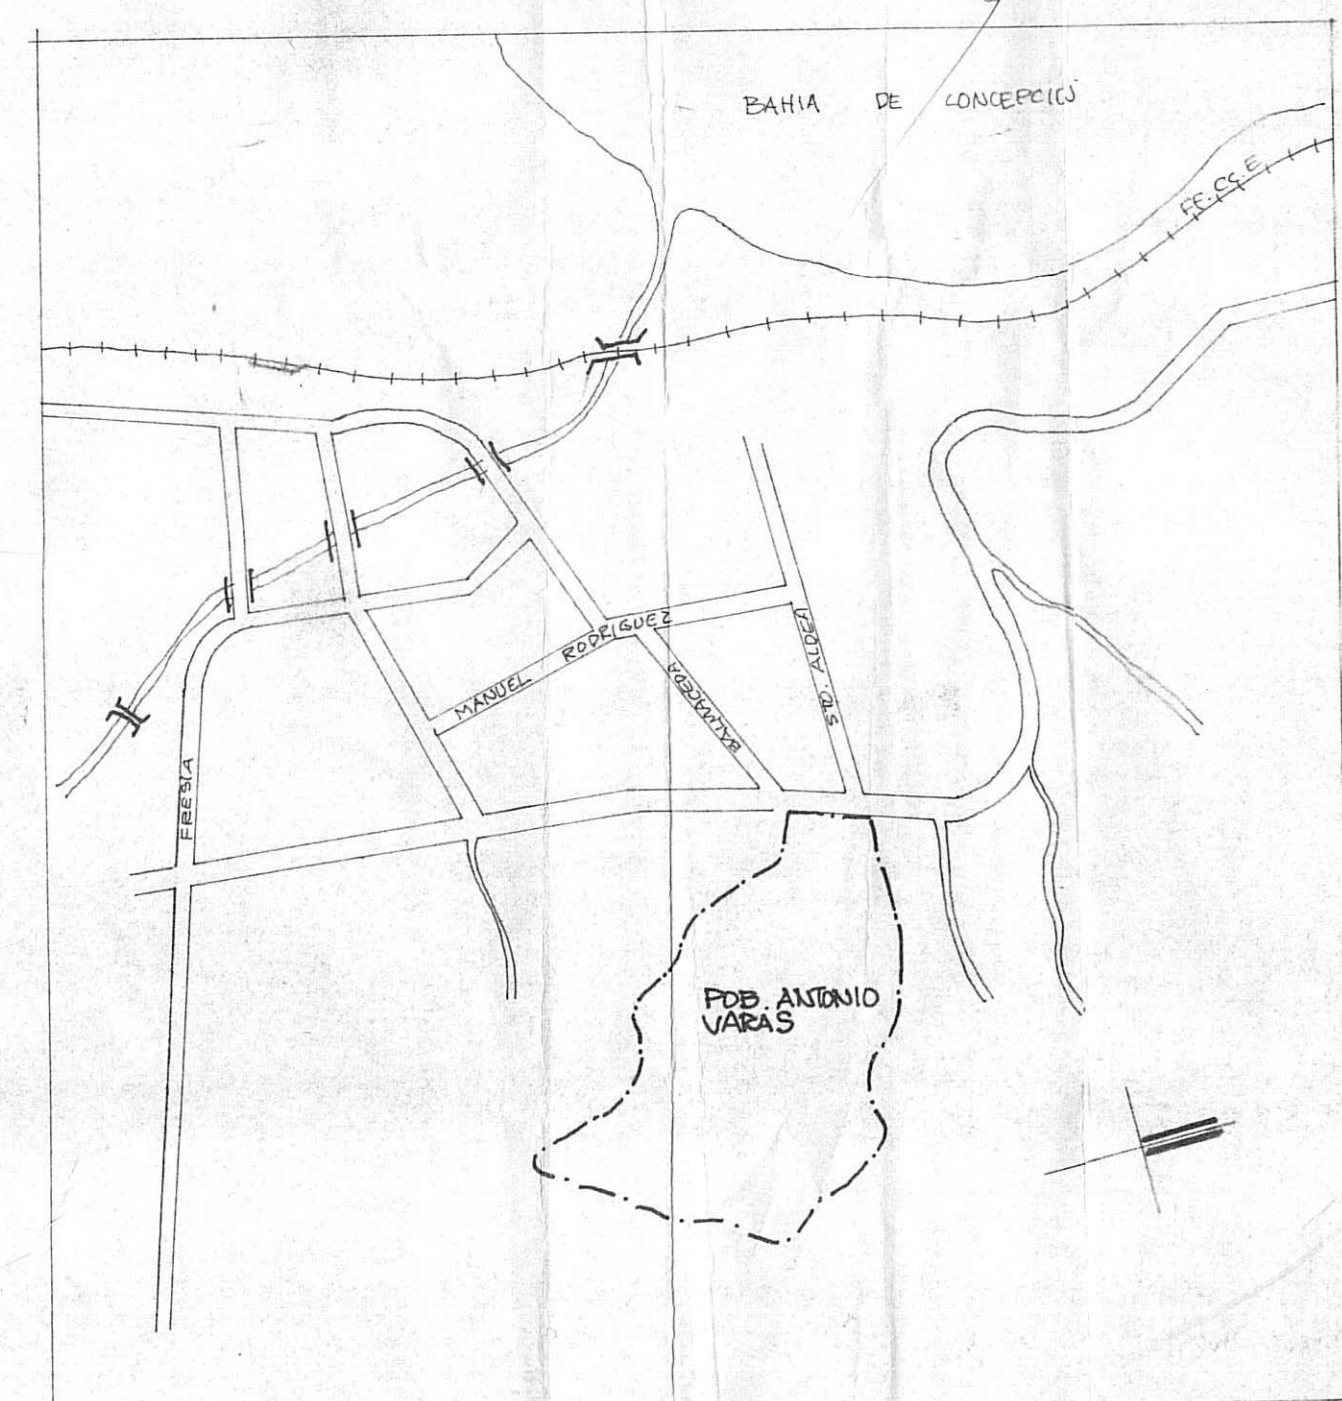 BAHIA DE CONCEPCION
FF.CC.E.
MANUEL RODRIGUEZ
BALMACEDA
STO. ALDEA
FRESIA
POB. ANTONIO
VARAS